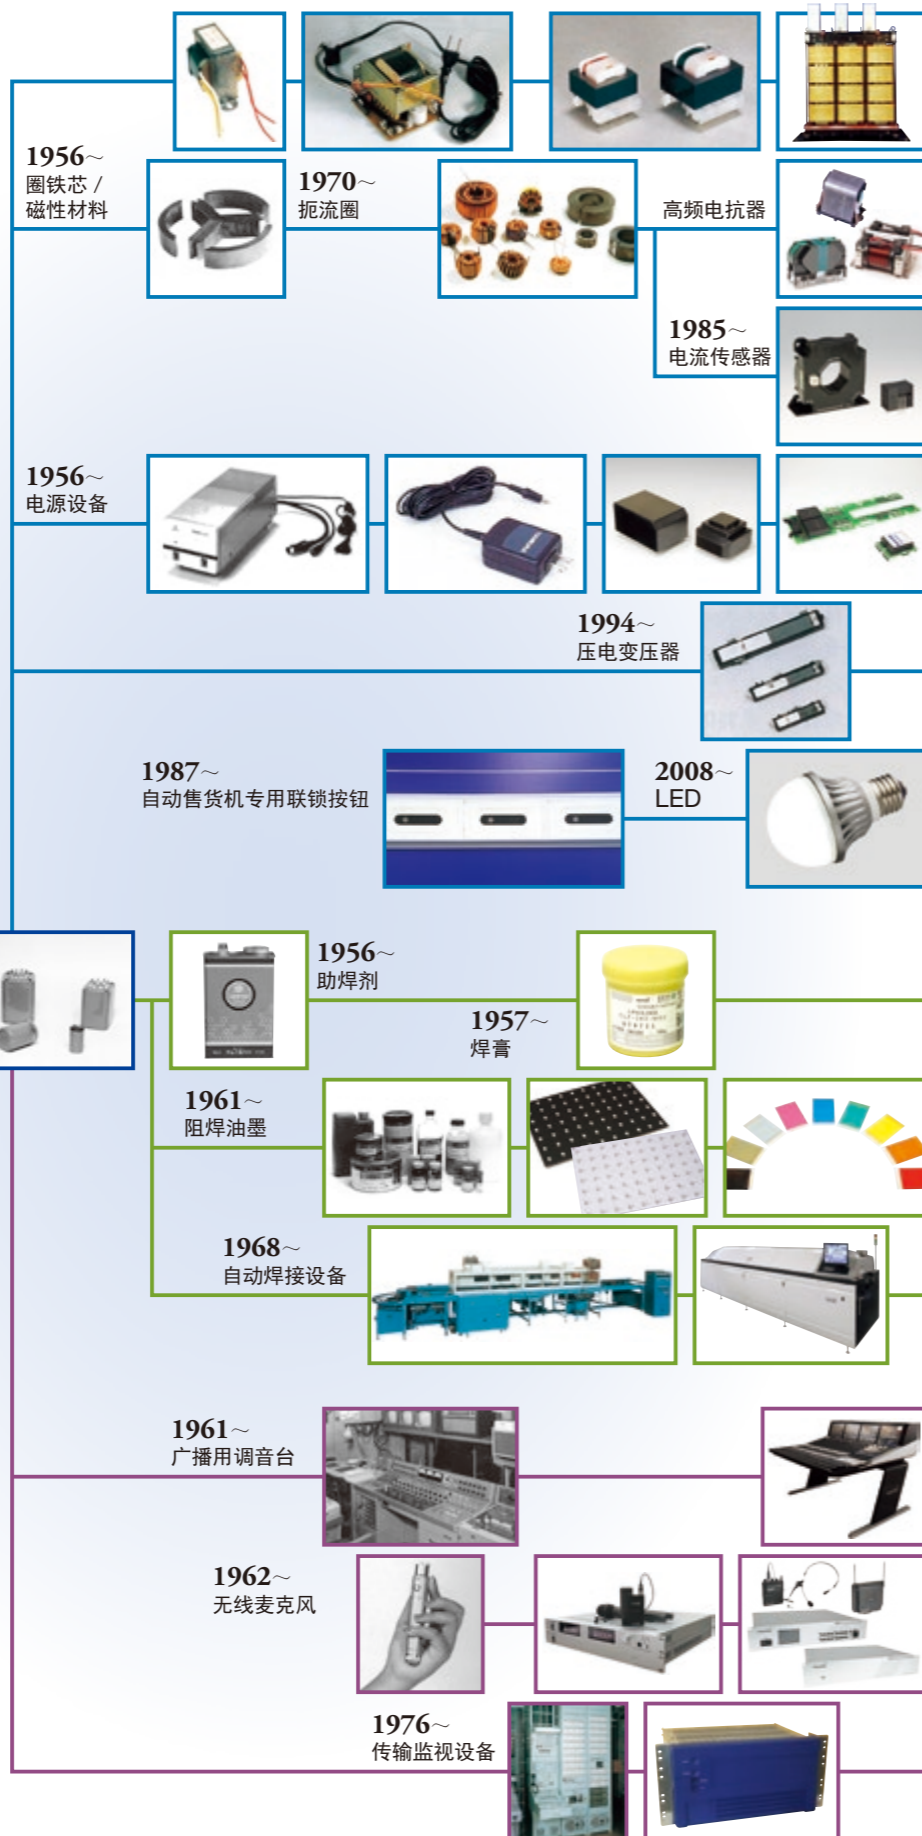 1956~
圈铁芯 /
磁性材料
1970~
扼流圈
高频电抗器
1985~
电流传感器
1956~
电源设备
1994~
压电变压器
1987~
自动售货机专用联锁按钮
2008~
LED
1956~
助焊剂
1957~
焊膏
1961~
阻焊油墨
1968~
自动焊接设备
1961~
广播用调音台
1962~
无线麦克风
1976~
传输监视设备